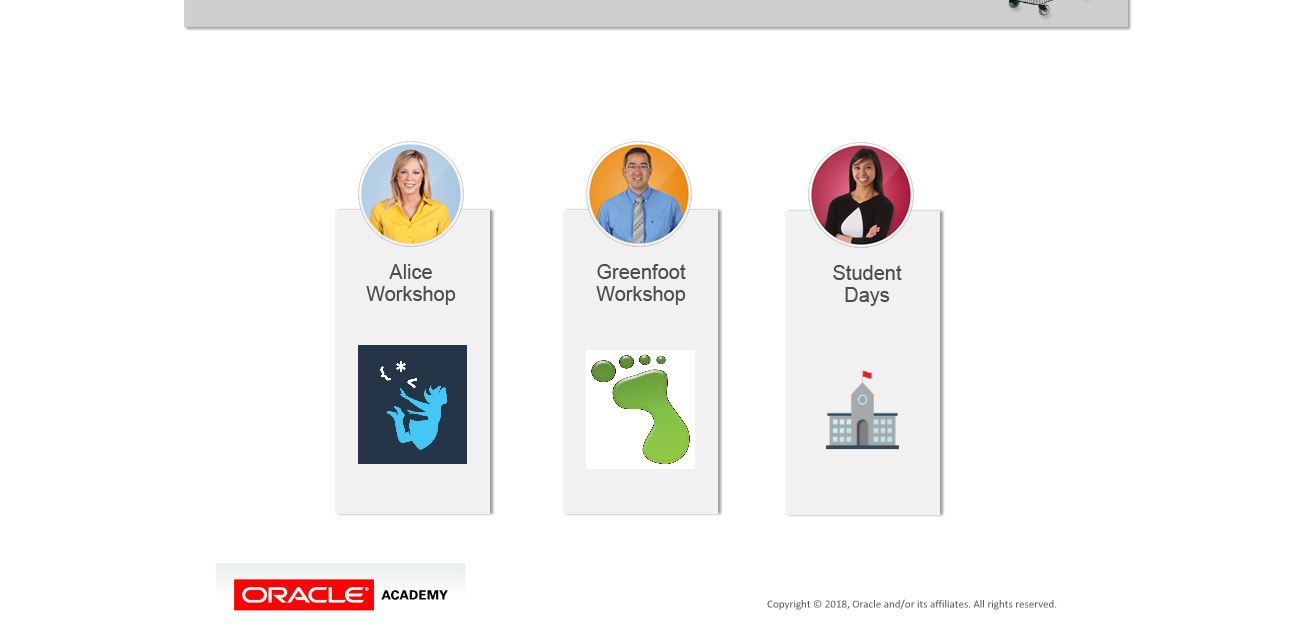 Alice
Workshop
Greenfoot
Workshop
Student
Days
ORACLE® ACADEMY
Copyright © 2018, Oracle and/or its affiliates. All rights reserved.